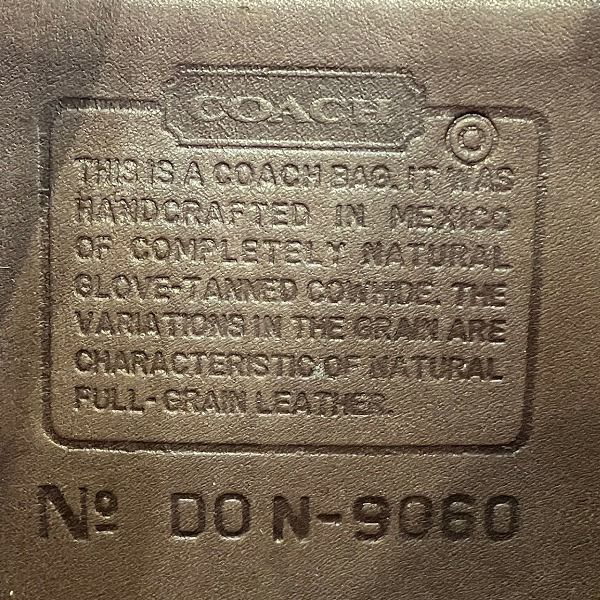 COACH
©
THIS IS A COACH BAG. IT WAS
HANDCRAFTED IN MEXICO
OF COMPLETELY NATURAL
GLOVE-TANNED COWHIDE. THE
VARIATIONS IN THE GRAIN ARE
CHARACTERISTIC OF NATURAL
FULL-GRAIN LEATHER.
Nº DON-9060